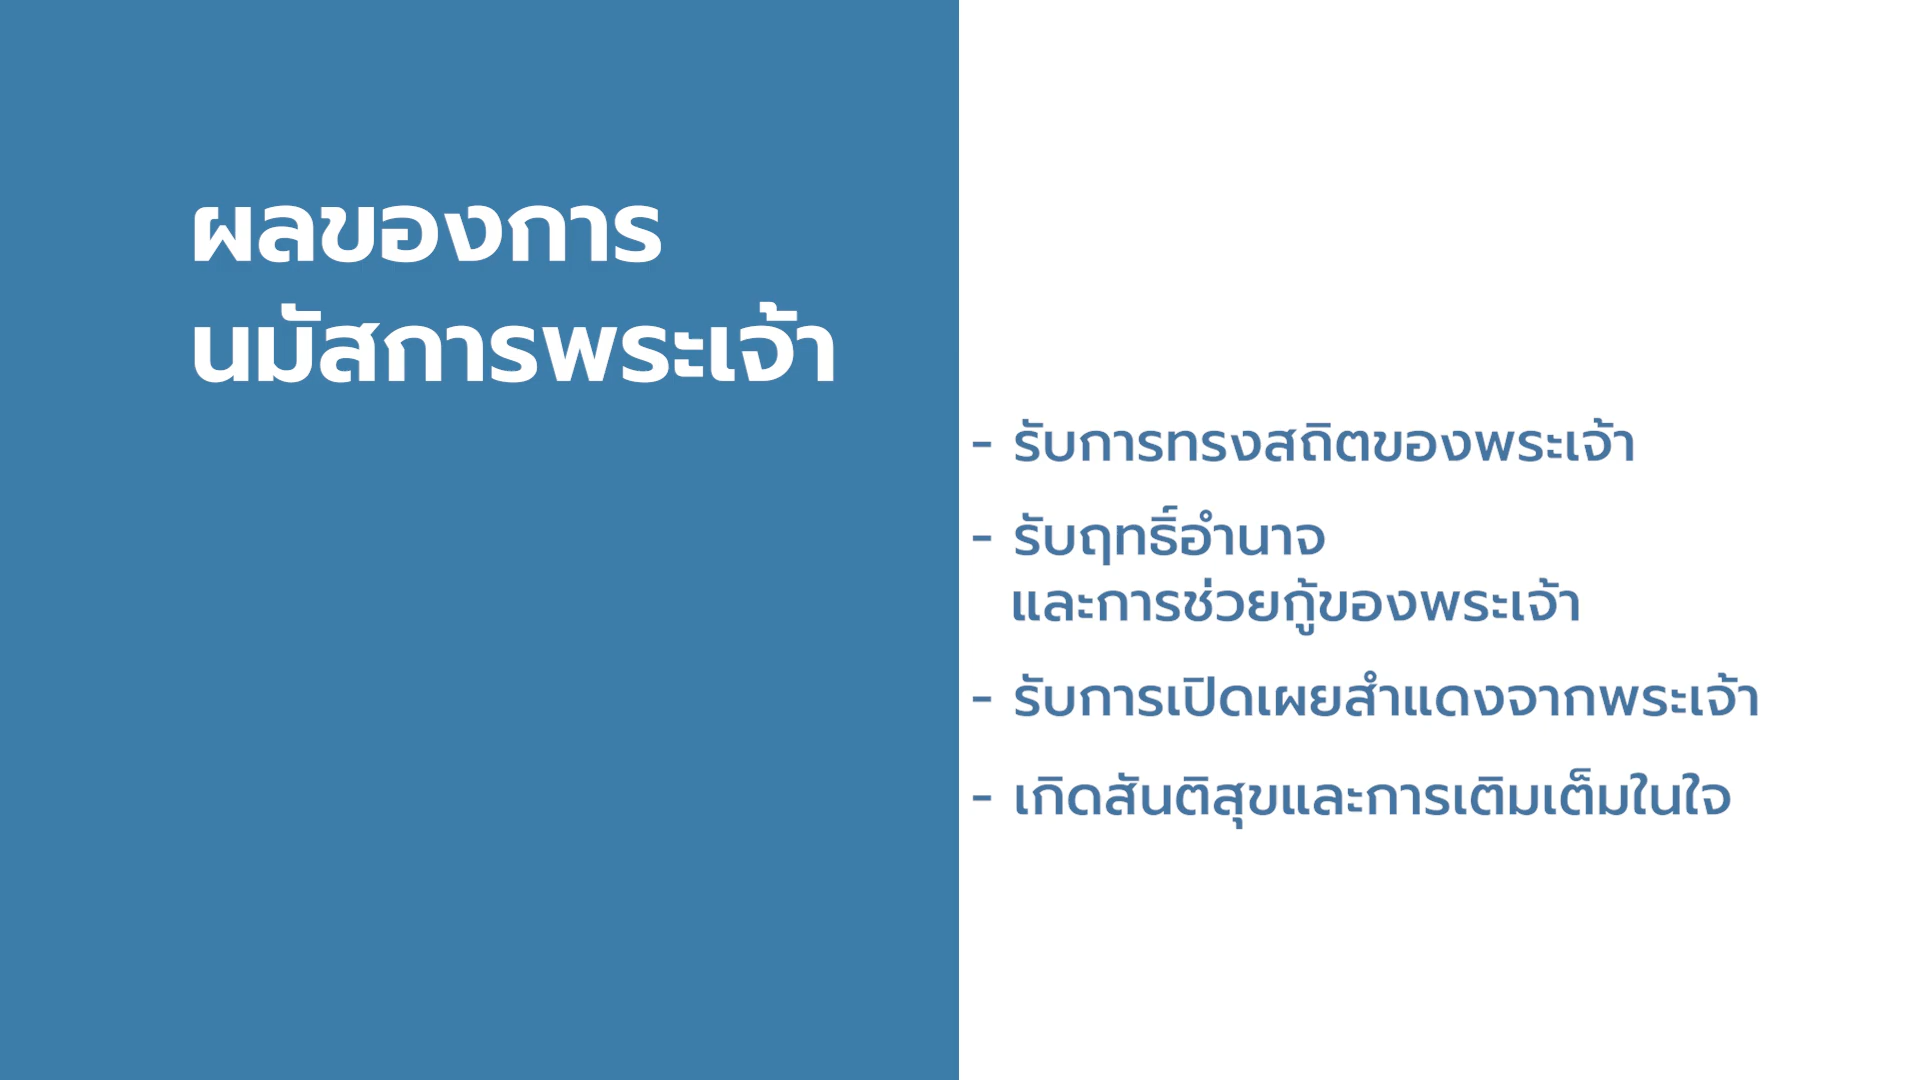 ผลของการ
นมัสการพระเจ้า
- รับการทรงสถิตของพระเจ้า
- รับฤทธิ์อำนาจ
และการช่วยกู้ของพระเจ้า
- รับการเปิดเผยสำแดงจากพระเจ้า
- เกิดสันติสุขและการเติมเต็มในใจ